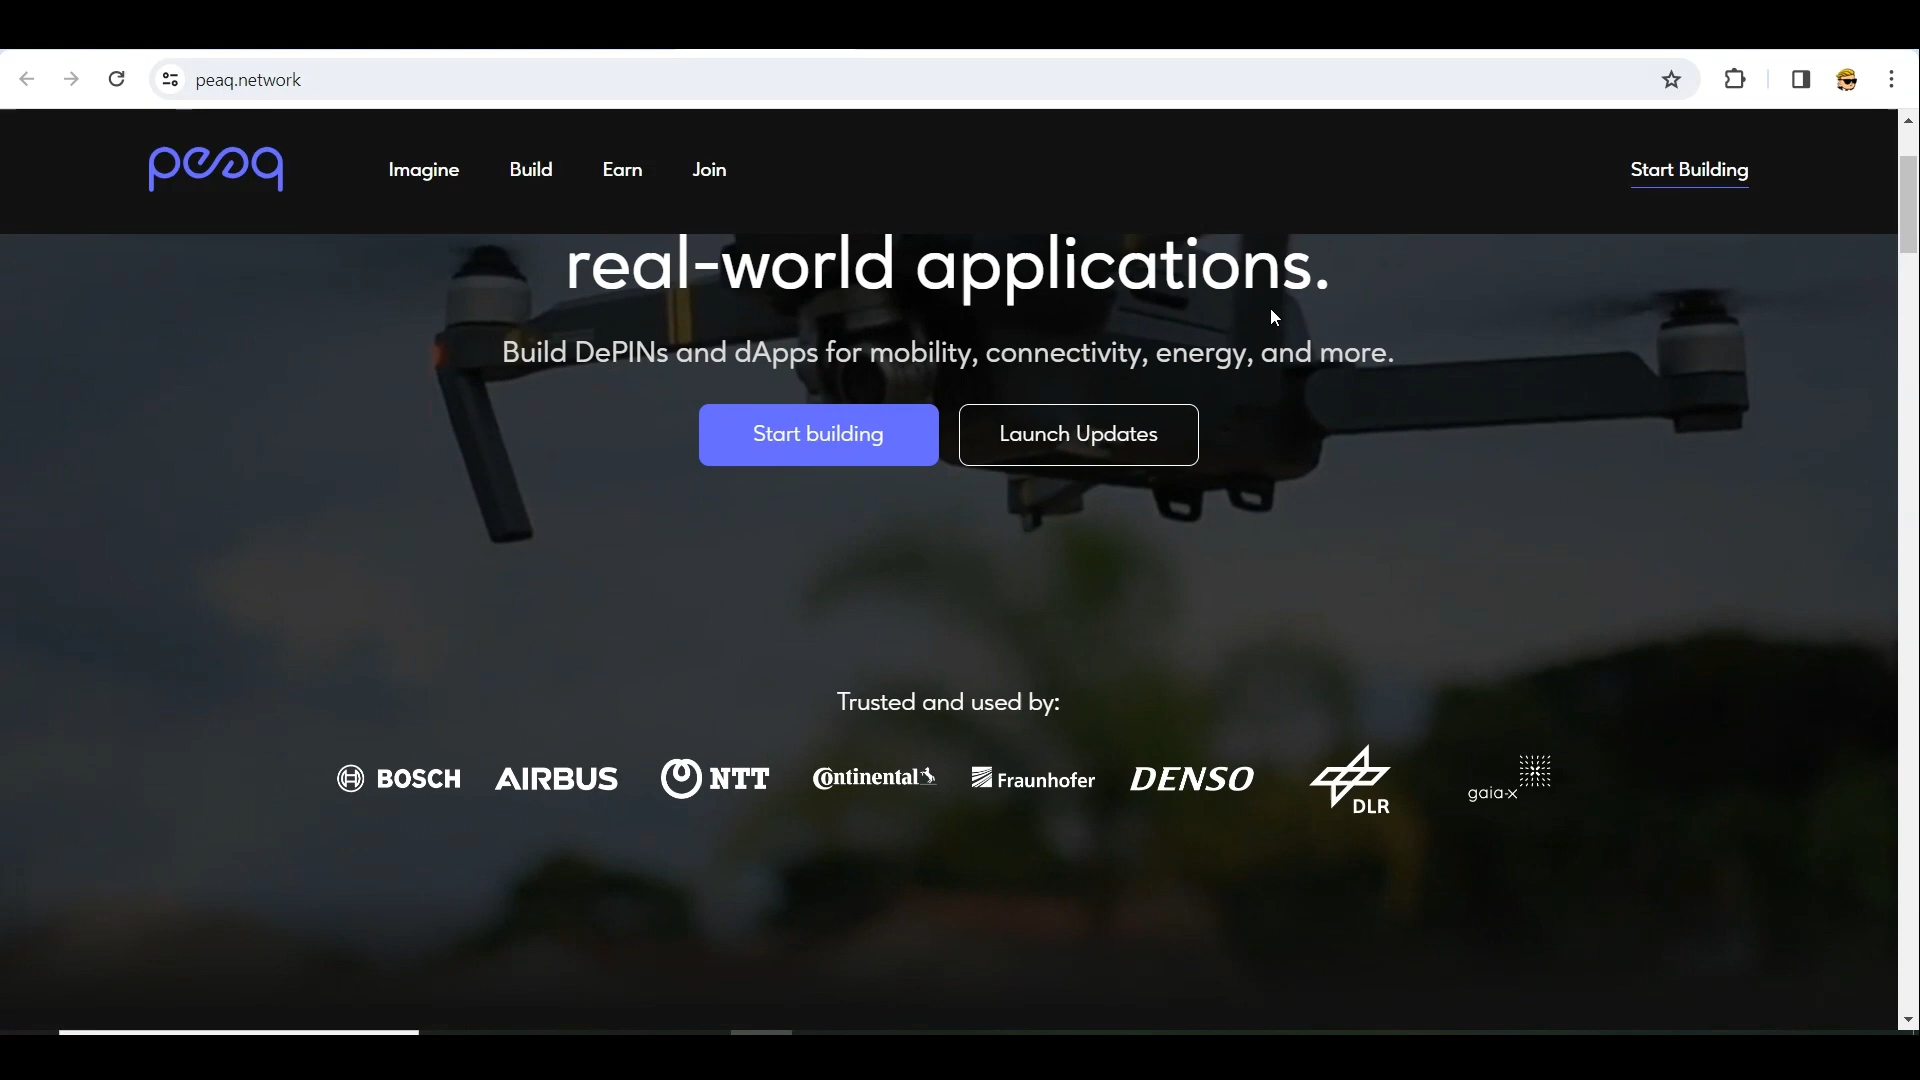 peaq.network
peaq Imagine Build Earn Join Start Building
real-world applications.
Build DePINs and dApps for mobility, connectivity, energy, and more.
Start building Launch Updates
Trusted and used by:
BOSCH AIRBUS NTT Continental Fraunhofer DENSO DLR gaia-x